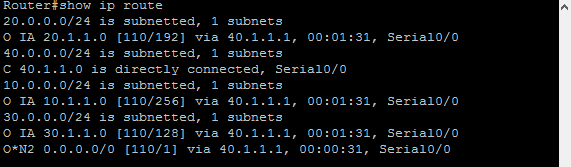 Router#show ip route
20.0.0.0/24 is subnetted, 1 subnets
O IA 20.1.1.0 [110/192] via 40.1.1.1, 00:01:31, Serial0/0
40.0.0.0/24 is subnetted, 1 subnets
C 40.1.1.0 is directly connected, Serial0/0
10.0.0.0/24 is subnetted, 1 subnets
O IA 10.1.1.0 [110/256] via 40.1.1.1, 00:01:31, Serial0/0
30.0.0.0/24 is subnetted, 1 subnets
O IA 30.1.1.0 [110/128] via 40.1.1.1, 00:01:31, Serial0/0
O*N2 0.0.0.0/0 [110/1] via 40.1.1.1, 00:00:31, Serial0/0